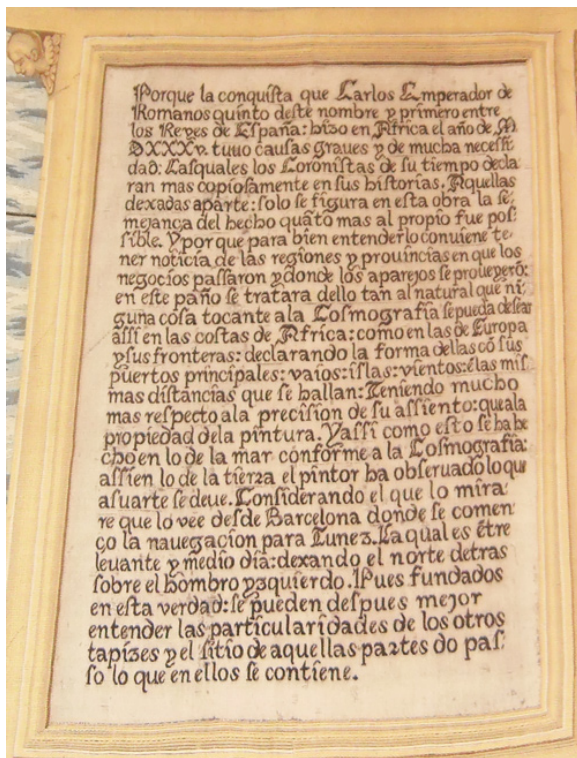 Porque la conquiſta que Carlos Emperador de
Romanos quinto deſte nombre y primero entre
los Reyes de Eſpaña: hizo en Africa el año de M
DXXXv. tuuo cauſas graues y de mucha neceſſi
dad: Laſquales los Coroniſtas de ſu tiempo decla
ran mas copioſamente en ſus hiſtorias. Aquellas
dexadas aparte: ſolo ſe figura en eſta obra la ſe
mejança del hecho quãto mas al propio fue poſ
ſible. Y porque para bien entenderlo conuiene te
ner noticia de las regiones y prouincias en que los
negocios paſſaron y donde los aparejos ſe proueyerõ:
en eſte paño ſe tratara dello tan al natural que ni
guna coſa tocante ala Coſmografia ſe pueda deſear
aſſi en las coſtas de Africa: como en las de Europa
y ſus fronteras: declarando la forma dellas cõ ſus
puertos principales: vaios: iſlas: vientos: ẽlas miſ
mas diſtancias que ſe hallan: Teniendo mucho
mas reſpecto ala preciſion de ſu aſſiento: que ala
propiedad dela pintura. Y aſſi como eſto ſe ha he
cho en lo de la mar conforme a la Coſmografia:
aſſi en lo de la tierra el pintor ha obſeruado lo que
a ſu arte ſe deue. Conſiderando el que lo mira
re que lo vee deſde Barcelona donde ſe comen
ço la nauegacion para Tunez. La qual es ẽtre
leuante y medio dia: dexando el norte detras
ſobre el hombro yzquierdo. Pues fundados
en eſta verdad: ſe pueden deſpues mejor
entender las particularidades de los otros
tapizes y el ſitio de aquellas partes do paſ
ſo lo que en ellos ſe contiene.